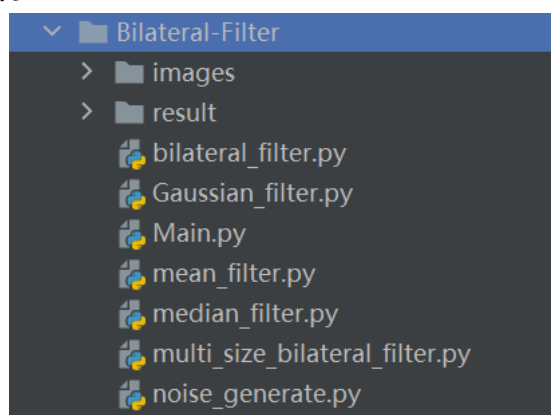 Bilateral-Filter
images
result
bilateral_filter.py
Gaussian_filter.py
Main.py
mean_filter.py
median_filter.py
multi_size_bilateral_filter.py
noise_generate.py